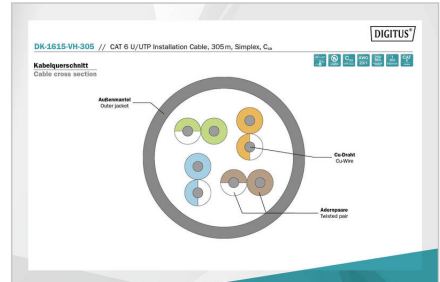 DIGITUS®
DK-1615-VH-305 // CAT 6 U/UTP Installation Cable, 305 m, Simplex, Cca
Kabelquerschnitt
Cable cross section
Außenmantel
Outer jacket
Cu-Draht
Cu-Wire
Adernpaare
Twisted pair